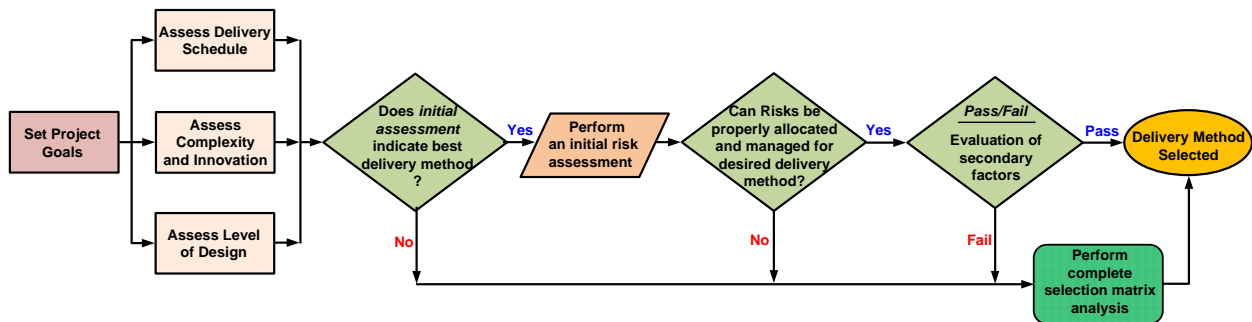 Set Project
Goals
Assess Delivery
Schedule
Assess
Complexity
and Innovation
Assess Level
of Design
Does initial
assessment
indicate best
delivery method
?
Yes
No
Perform
an initial risk
assessment
Can Risks be
properly allocated
and managed for
desired delivery
method?
Yes
No
Pass/Fail
Evaluation of
secondary
factors
Pass
Fail
Delivery Method
Selected
Perform
complete
selection matrix
analysis